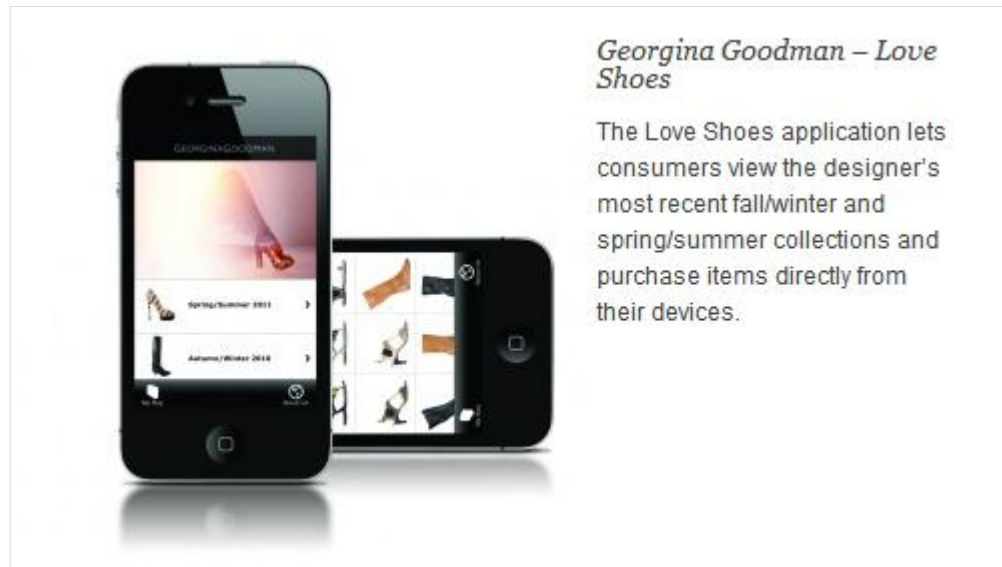 Georgina Goodman – Love
Shoes
The Love Shoes application lets
consumers view the designer's
most recent fall/winter and
spring/summer collections and
purchase items directly from
their devices.
GEORGINAGOODMAN
Spring/Summer 2011
Autumn/Winter 2010